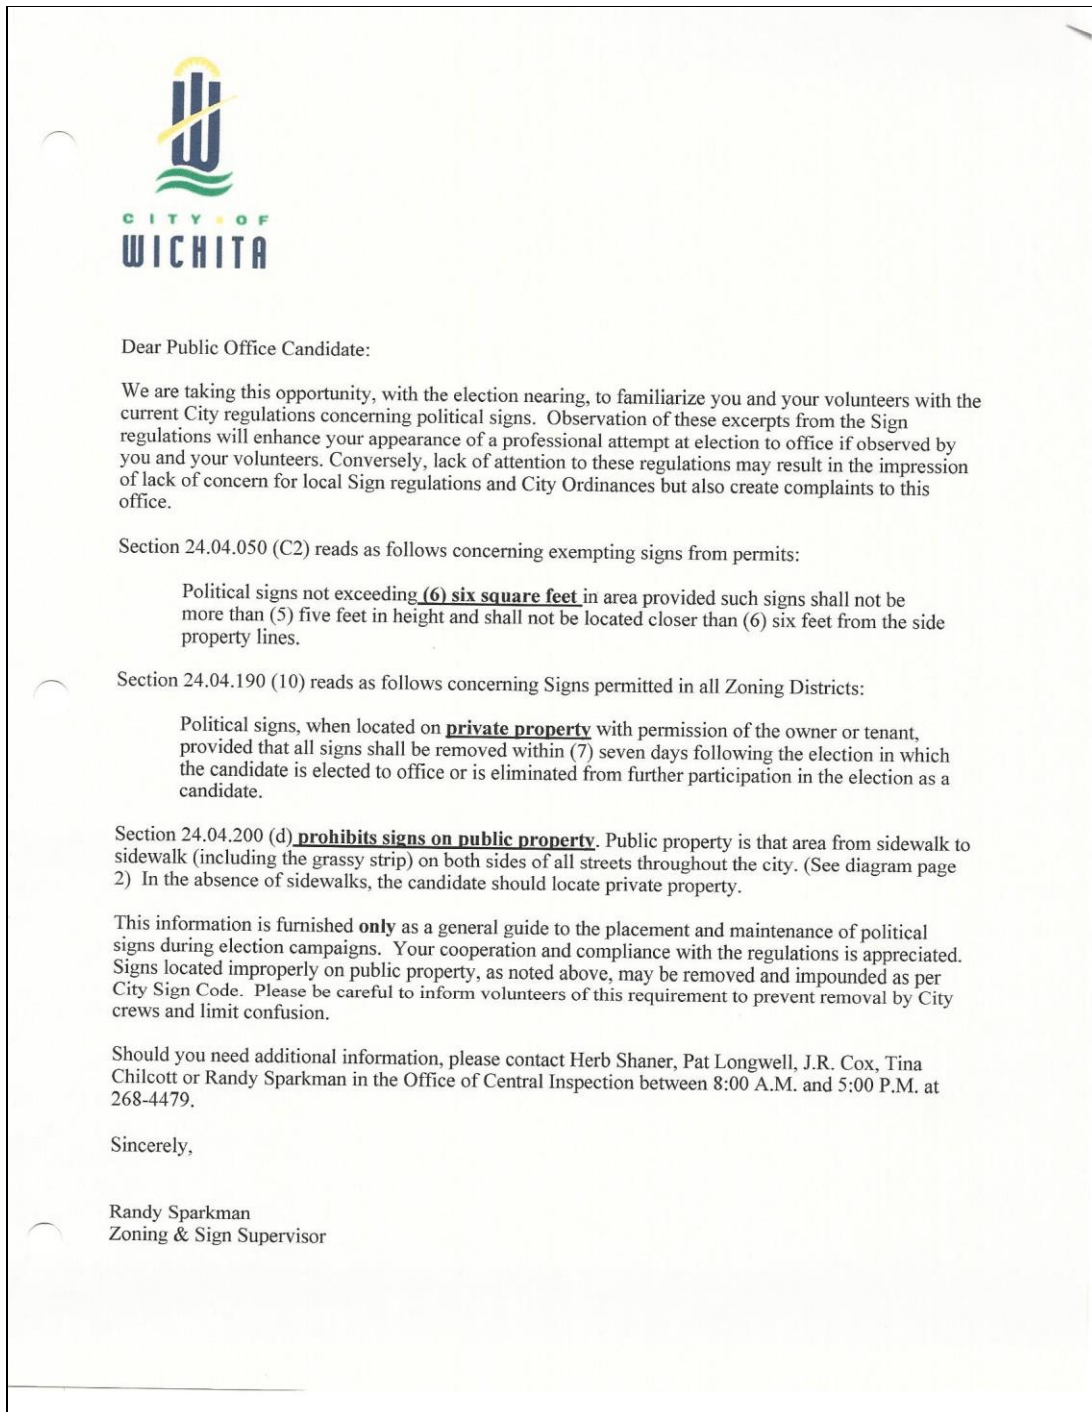 CITY OF
WICHITA
Dear Public Office Candidate:
We are taking this opportunity, with the election nearing, to familiarize you and your volunteers with the
current City regulations concerning political signs.  Observation of these excerpts from the Sign
regulations will enhance your appearance of a professional attempt at election to office if observed by
you and your volunteers. Conversely, lack of attention to these regulations may result in the impression
of lack of concern for local Sign regulations and City Ordinances but also create complaints to this
office.
Section 24.04.050 (C2) reads as follows concerning exempting signs from permits:
Political signs not exceeding (6) six square feet in area provided such signs shall not be
more than (5) five feet in height and shall not be located closer than (6) six feet from the side
property lines.
Section 24.04.190 (10) reads as follows concerning Signs permitted in all Zoning Districts:
Political signs, when located on private property with permission of the owner or tenant,
provided that all signs shall be removed within (7) seven days following the election in which
the candidate is elected to office or is eliminated from further participation in the election as a
candidate.
Section 24.04.200 (d) prohibits signs on public property. Public property is that area from sidewalk to
sidewalk (including the grassy strip) on both sides of all streets throughout the city. (See diagram page
2)  In the absence of sidewalks, the candidate should locate private property.
This information is furnished only as a general guide to the placement and maintenance of political
signs during election campaigns.  Your cooperation and compliance with the regulations is appreciated.
Signs located improperly on public property, as noted above, may be removed and impounded as per
City Sign Code.  Please be careful to inform volunteers of this requirement to prevent removal by City
crews and limit confusion.
Should you need additional information, please contact Herb Shaner, Pat Longwell, J.R. Cox, Tina
Chilcott or Randy Sparkman in the Office of Central Inspection between 8:00 A.M. and 5:00 P.M. at
268-4479.
Sincerely,
Randy Sparkman
Zoning & Sign Supervisor